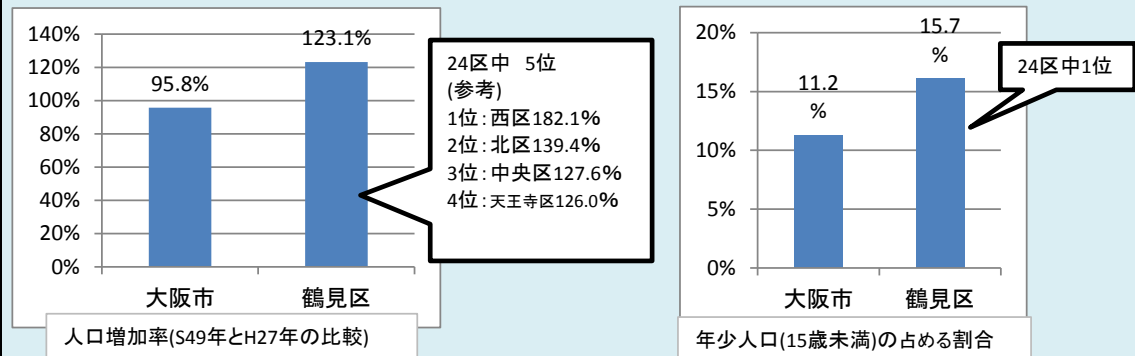 140%
120%
100%
80%
60%
40%
20%
0%
95.8%
123.1%
大阪市
鶴見区
24区中 5位
(参考)
1位：西区182.1%
2位：北区139.4%
3位：中央区127.6%
4位：天王寺区126.0%
人口増加率(S49年とH27年の比較)
20%
15%
10%
5%
0%
11.2
%
15.7
%
大阪市
鶴見区
24区中1位
年少人口(15歳未満)の占める割合